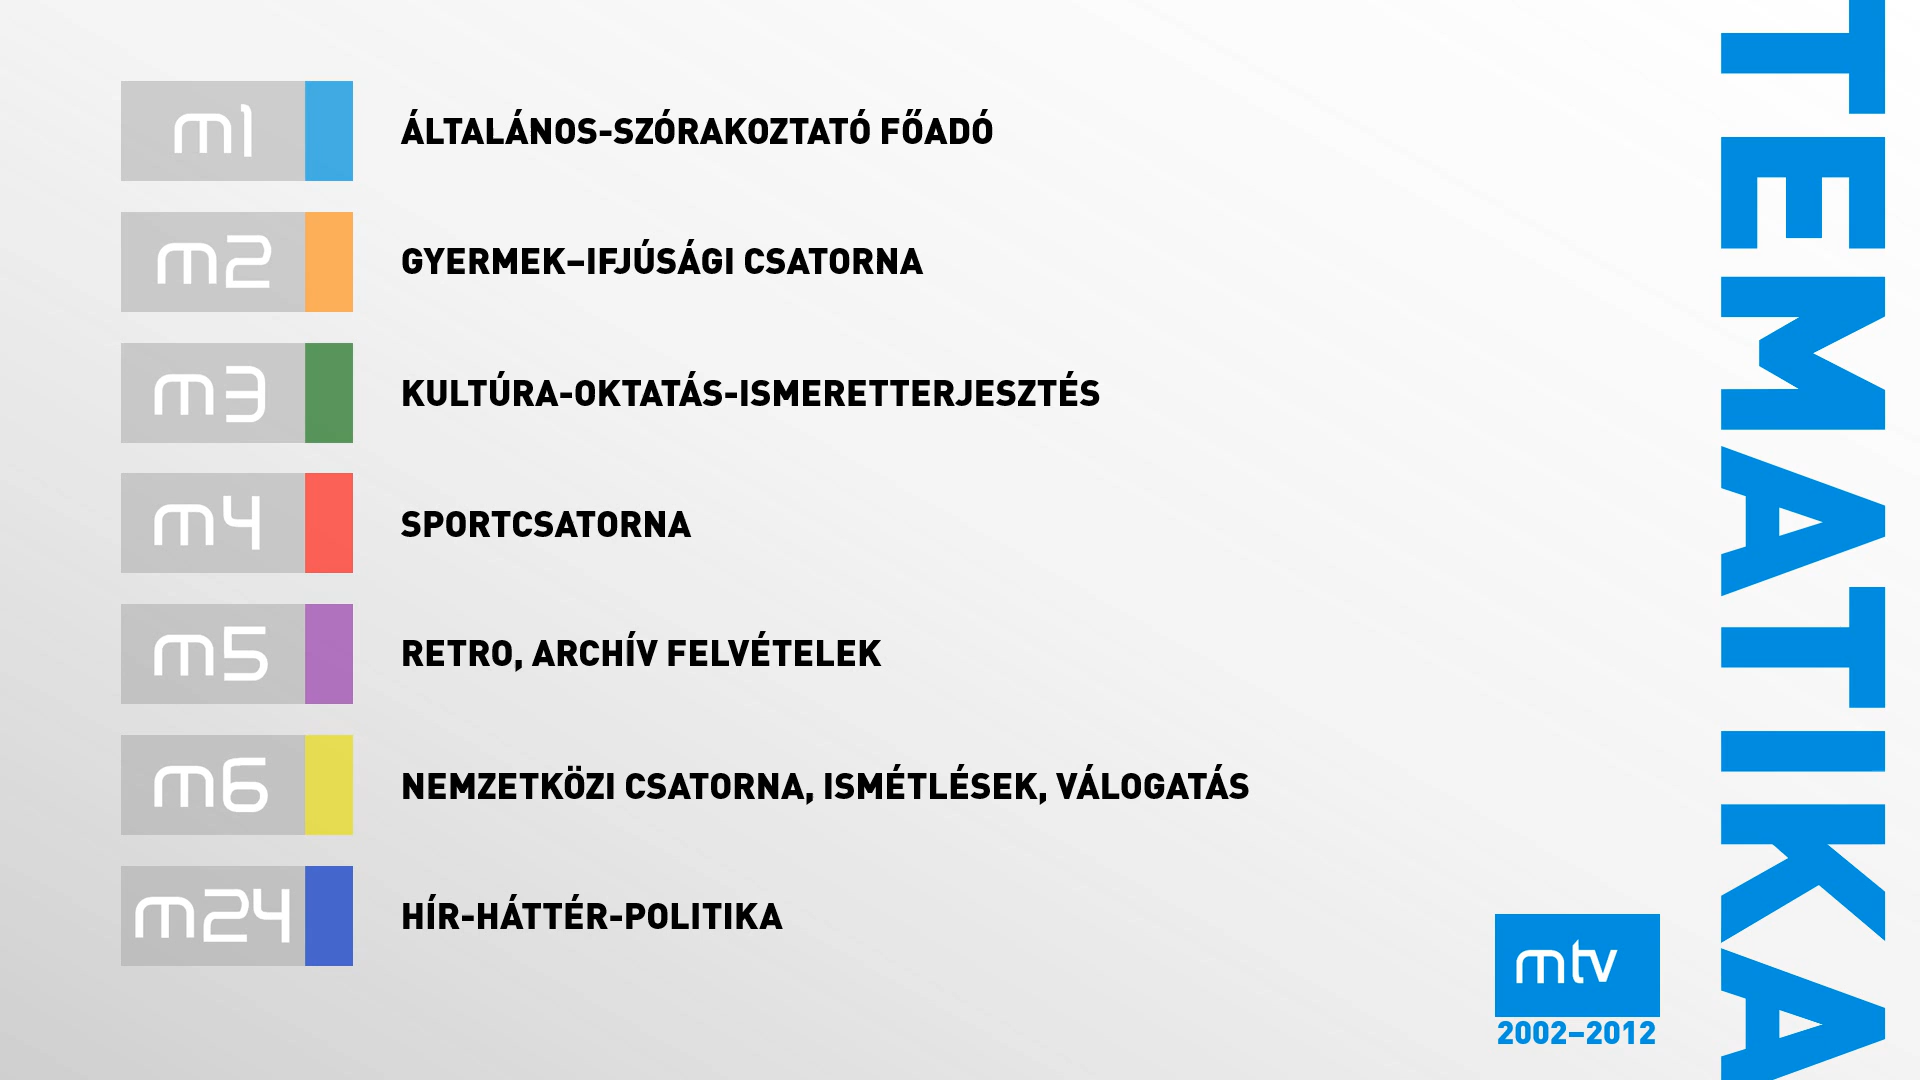 m1
ÁLTALÁNOS-SZÓRAKOZTATÓ FŐADÓ
m2
GYERMEK–IFJÚSÁGI CSATORNA
m3
KULTÚRA-OKTATÁS-ISMERETTERJESZTÉS
m4
SPORTCSATORNA
m5
RETRO, ARCHÍV FELVÉTELEK
m6
NEMZETKÖZI CSATORNA, ISMÉTLÉSEK, VÁLOGATÁS
m24
HÍR-HÁTTÉR-POLITIKA
mtv
2002–2012
TEMATIKA